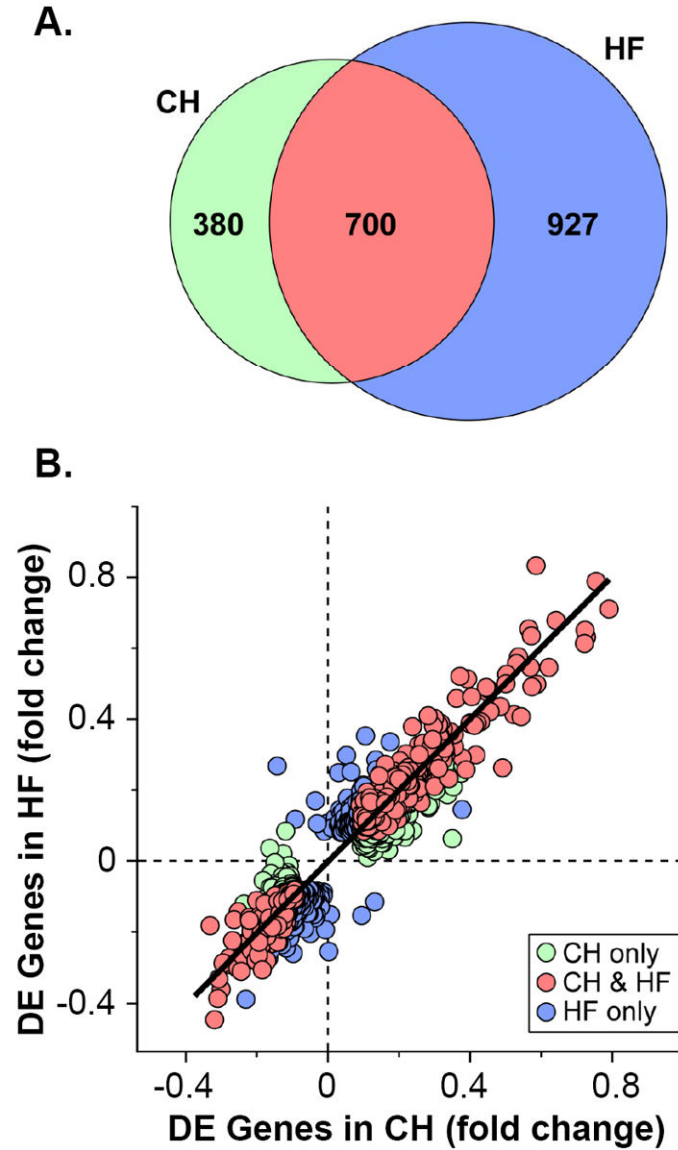 A.
HF
CH
380 700 927
B.
DE Genes in HF (fold change)
0.8
0.4
0
-0.4
CH only
CH & HF
HF only
-0.4 0 0.4 0.8
DE Genes in CH (fold change)